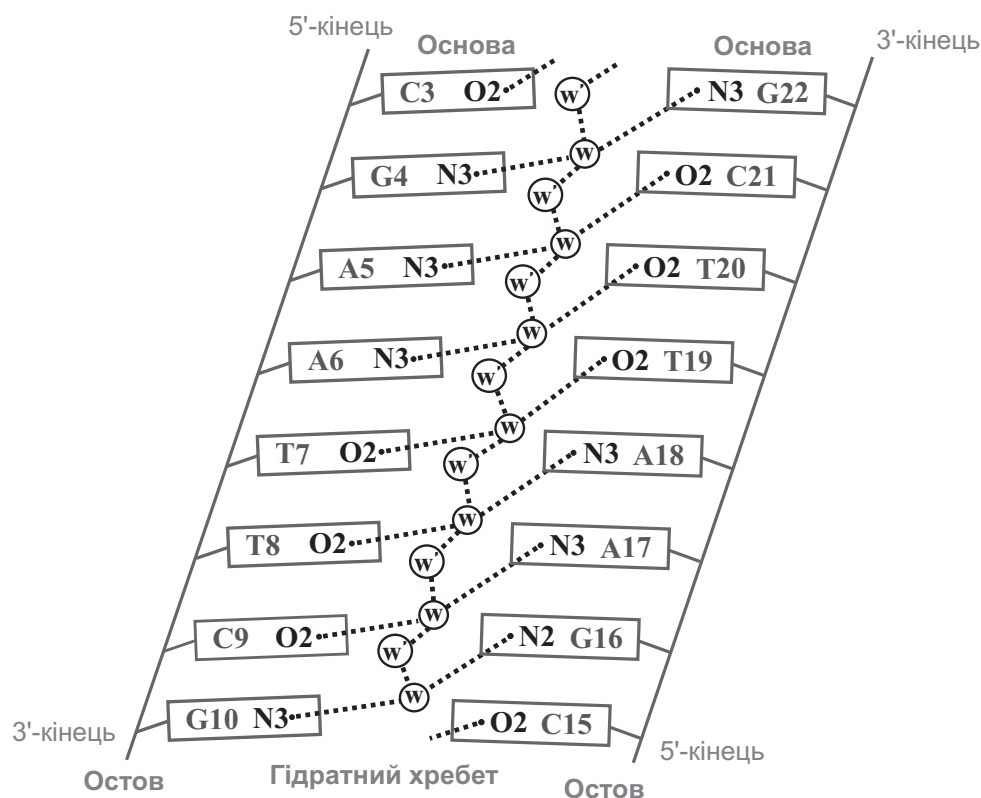 5'-кінець
Основа
Основа
3'-кінець
C3 O2
w'
N3 G22
w
G4 N3
O2 C21
w'
w
A5 N3
O2 T20
w'
w
A6 N3
O2 T19
w'
w
T7 O2
N3 A18
w'
w
T8 O2
N3 A17
w'
w
C9 O2
N2 G16
w'
w
G10 N3
O2 C15
3'-кінець
5'-кінець
Остов
Гідратний хребет
Остов